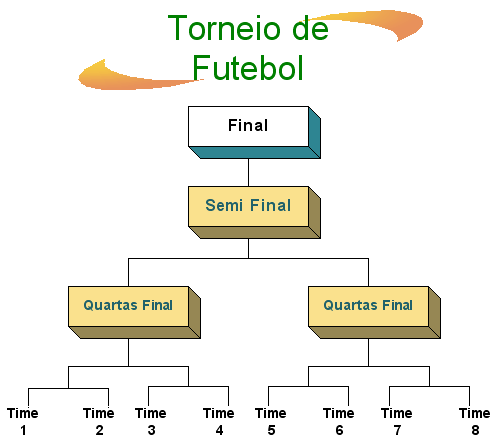 Torneio de
Futebol
Final
Semi Final
Quartas Final
Quartas Final
Time
1
Time
2
Time
3
Time
4
Time
5
Time
6
Time
7
Time
8